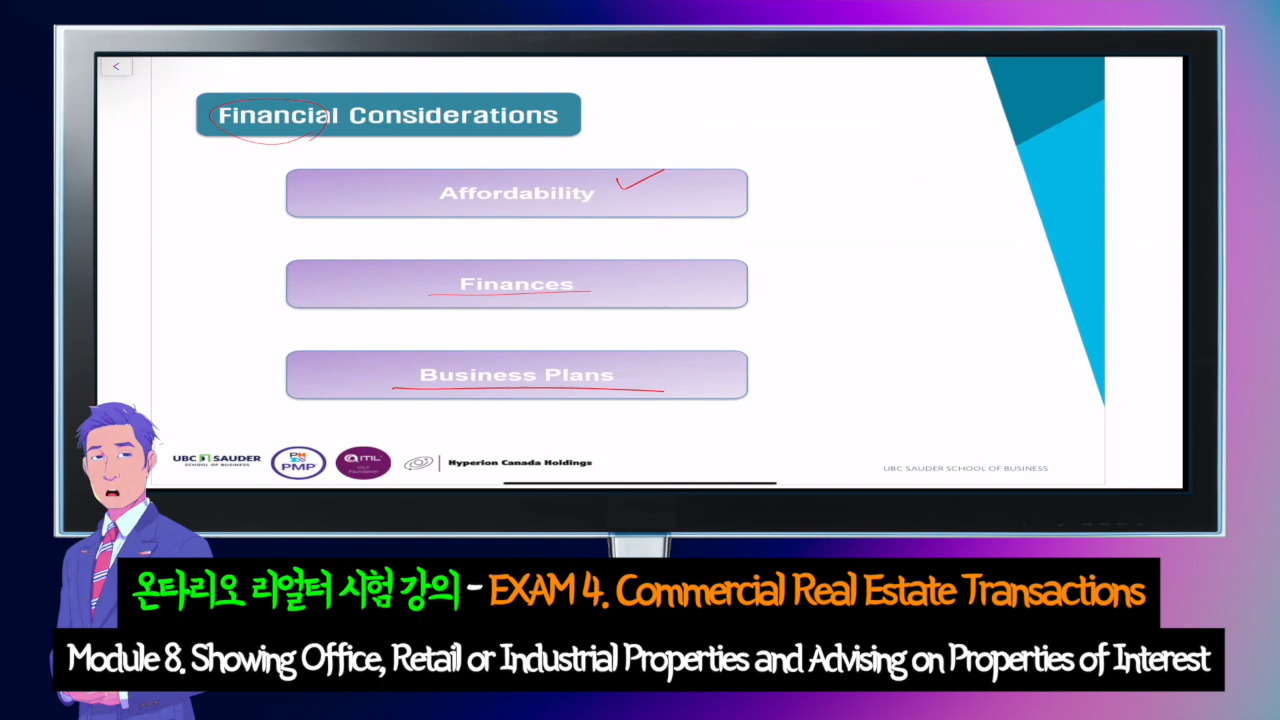 <
Financial Considerations
Affordability
Finances
Business Plans
UBC SAUDER
SCHOOL OF BUSINESS
PMP
ITIL
Foundation
Hyperion Canada Holdings
UBC SAUDER SCHOOL OF BUSINESS
온타리오 리얼터 시험 강의 - EXAM 4. Commercial Real Estate Transactions
Module 8. Showing Office, Retail or Industrial Properties and Advising on Properties of Interest